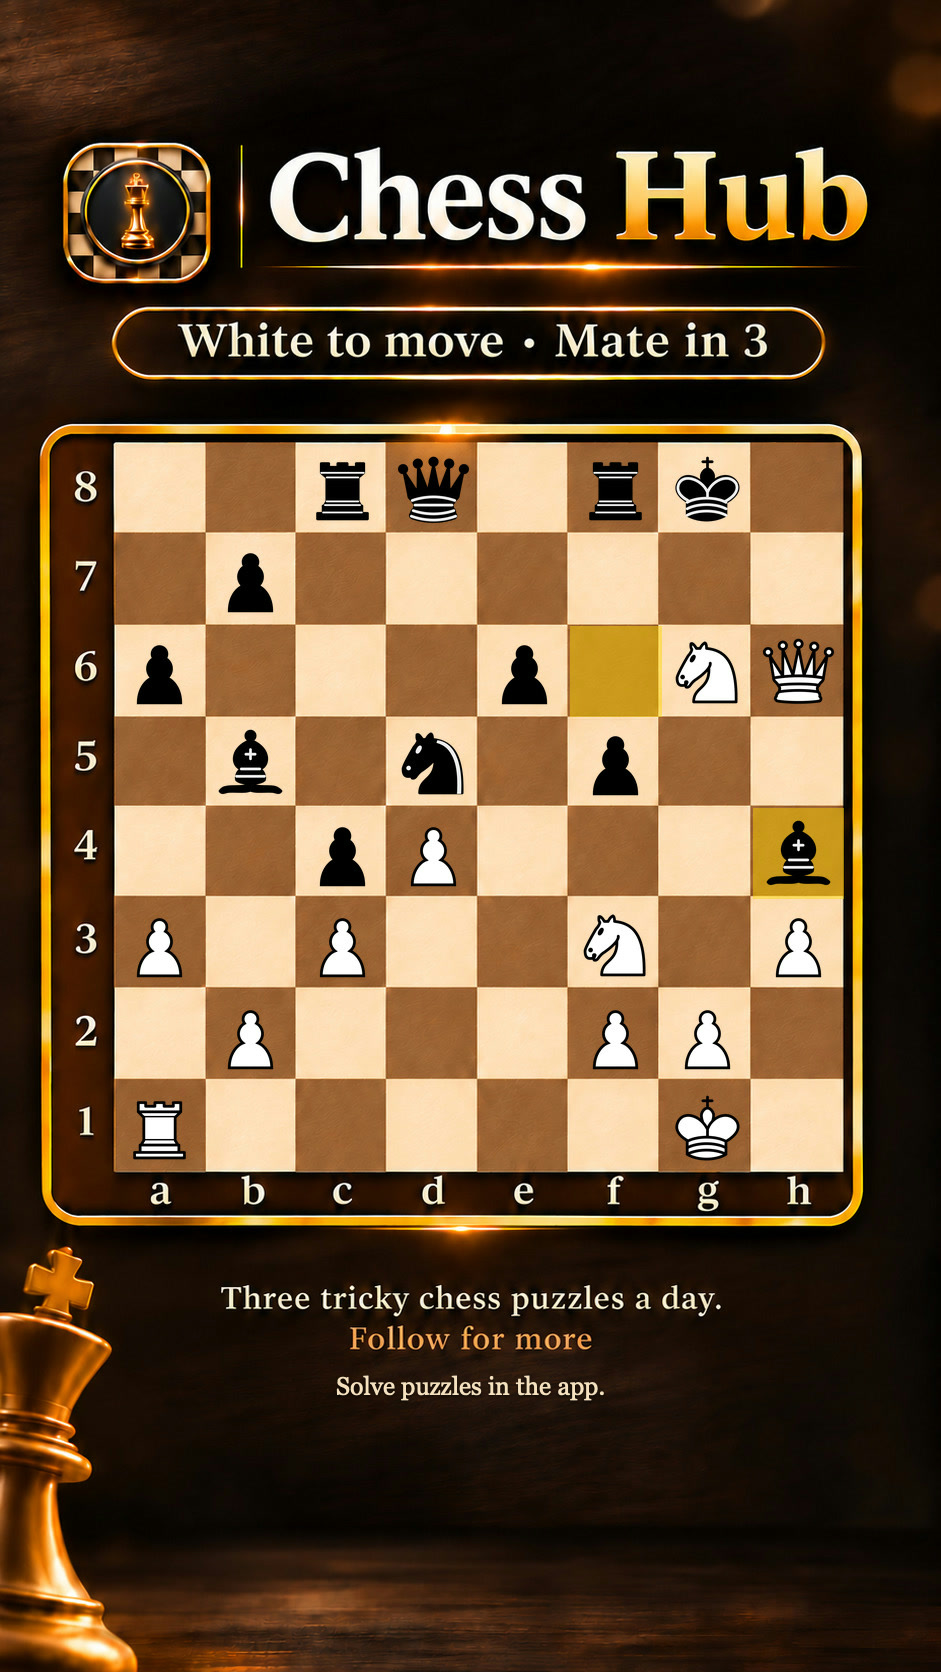 Chess Hub
White to move • Mate in 3
8
7
6
5
4
3
2
1
a b c d e f g h
Three tricky chess puzzles a day.
Follow for more
Solve puzzles in the app.